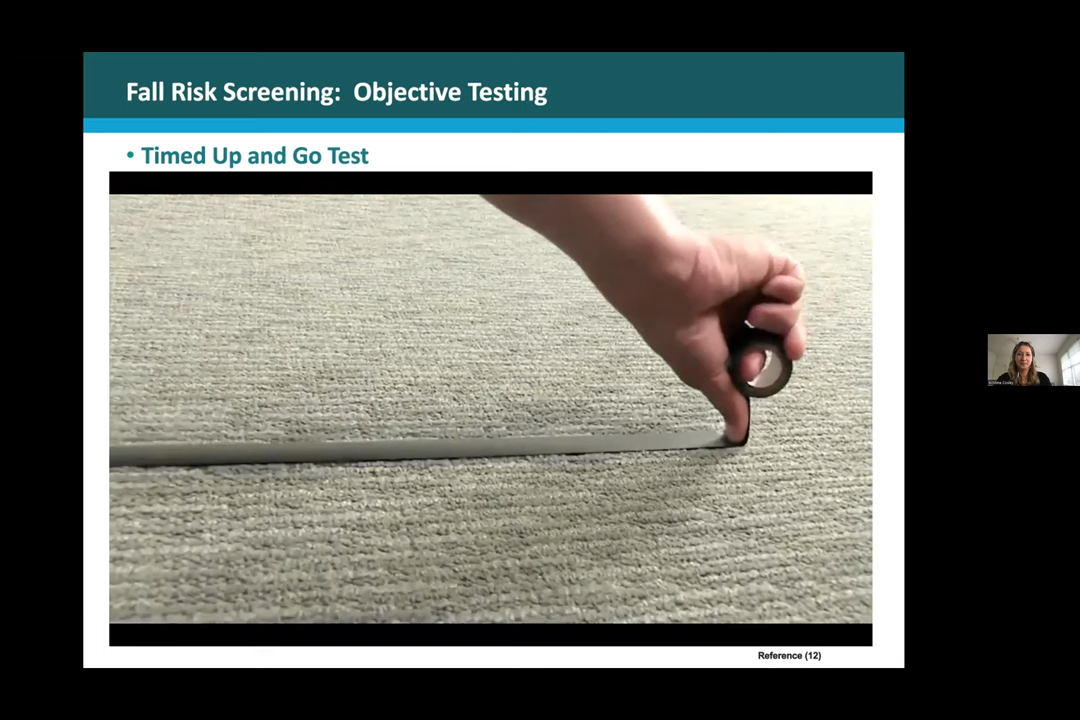 Fall Risk Screening:  Objective Testing
• Timed Up and Go Test
Reference (12)